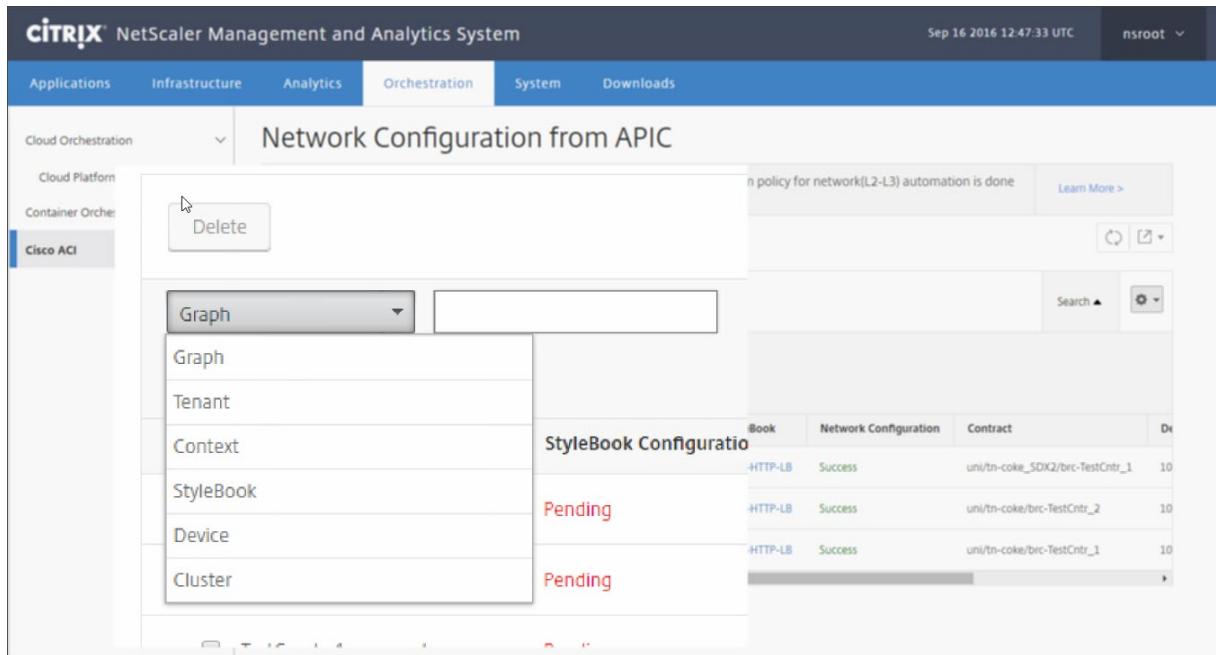 CITRIX NetScaler Management and Analytics System
Sep 16 2016 12:47:33 UTC
nsroot
Applications Infrastructure Analytics Orchestration System Downloads
Cloud Orchestration
Cloud Platforn
Container Orche
Cisco ACI
Network Configuration from APIC
n policy for network(L2-L3) automation is done
Learn More >
Delete
Search
Graph
Graph
Tenant
Context
StyleBook
Device
Cluster
StyleBook Configuratio
Pending
Pending
Book Network Configuration Contract De
-HTTP-LB Success uni/tn-coke_SDX2/brc-TestCntr_1 10
-HTTP-LB Success uni/tn-coke/brc-TestCntr_2 10
-HTTP-LB Success uni/tn-coke/brc-TestCntr_1 10